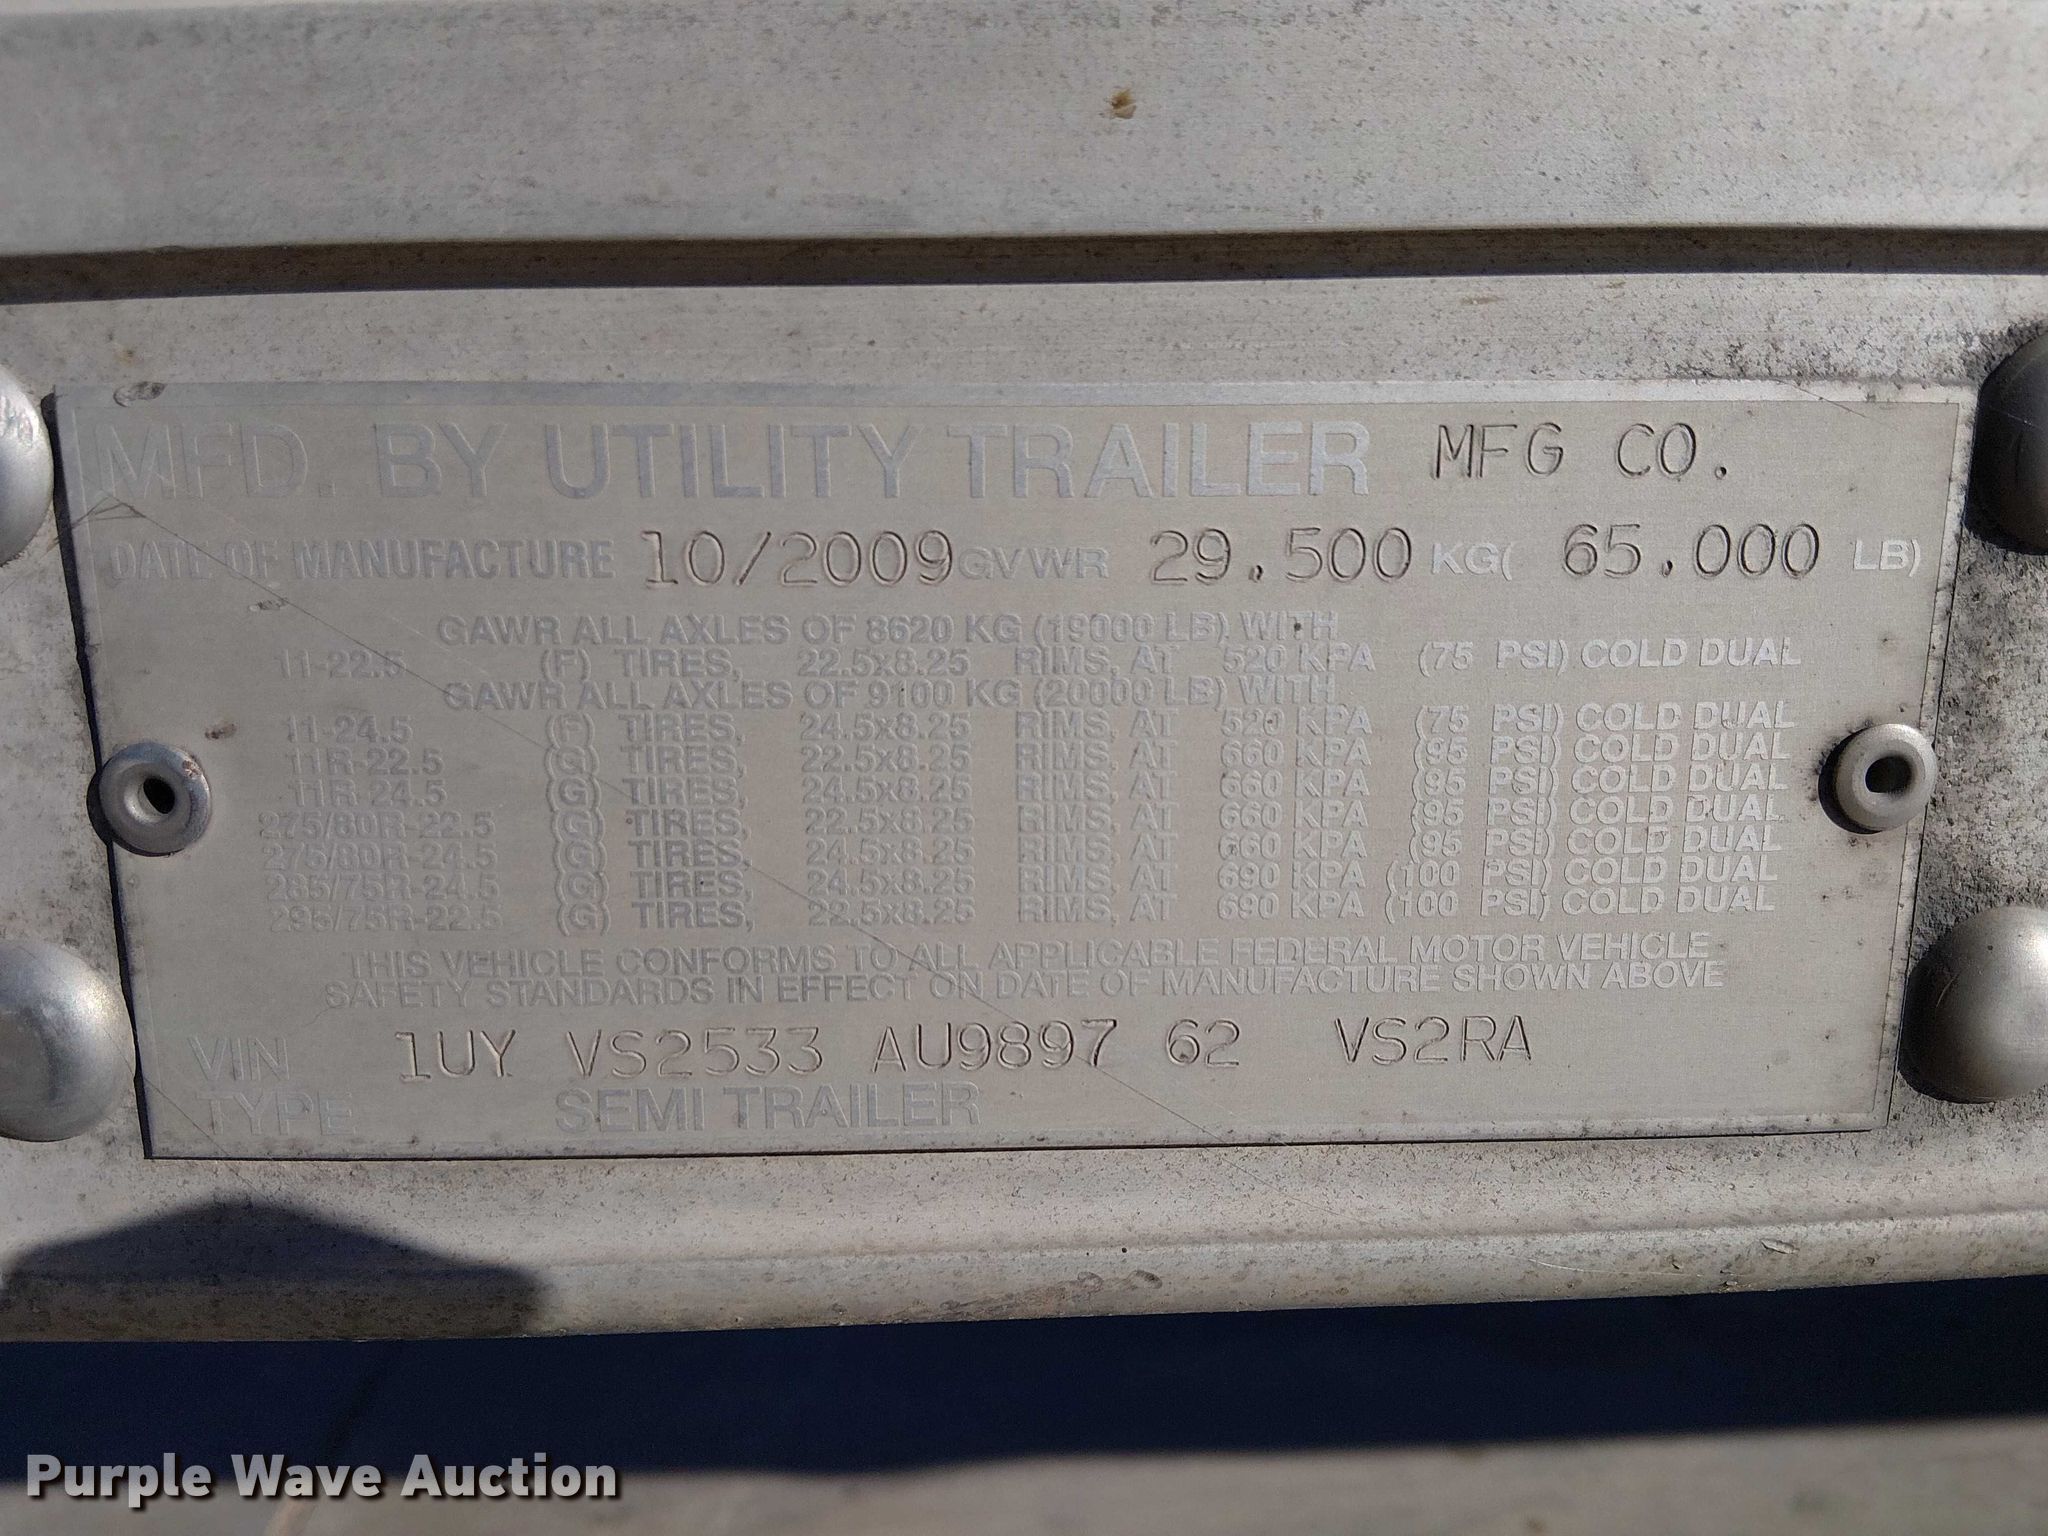 MFD. BY UTILITY TRAILER MFG CO.
DATE OF MANUFACTURE 10/2009 GVWR 29.500 KG( 65.000 LB)
GAWR ALL AXLES OF 8620 KG (19000 LB) WITH
11-22.5 (F) TIRES, 22.5x8.25 RIMS, AT 520 KPA (75 PSI) COLD DUAL
GAWR ALL AXLES OF 9100 KG (20000 LB) WITH
11-24.5 (F) TIRES, 24.5x8.25 RIMS, AT 520 KPA (75 PSI) COLD DUAL
11R-22.5 (G) TIRES, 22.5x8.25 RIMS, AT 660 KPA (95 PSI) COLD DUAL
11R-24.5 (G) TIRES, 24.5x8.25 RIMS, AT 660 KPA (95 PSI) COLD DUAL
275/80R-22.5 (G) TIRES, 22.5x8.25 RIMS, AT 660 KPA (95 PSI) COLD DUAL
275/80R-24.5 (G) TIRES, 24.5x8.25 RIMS, AT 660 KPA (95 PSI) COLD DUAL
285/75R-24.5 (G) TIRES, 24.5x8.25 RIMS, AT 690 KPA (100 PSI) COLD DUAL
295/75R-22.5 (G) TIRES, 22.5x8.25 RIMS, AT 690 KPA (100 PSI) COLD DUAL
THIS VEHICLE CONFORMS TO ALL APPLICABLE FEDERAL MOTOR VEHICLE
SAFETY STANDARDS IN EFFECT ON DATE OF MANUFACTURE SHOWN ABOVE
VIN 1UY VS2533 AU9897 62 VS2RA
TYPE SEMI TRAILER
Purple Wave Auction